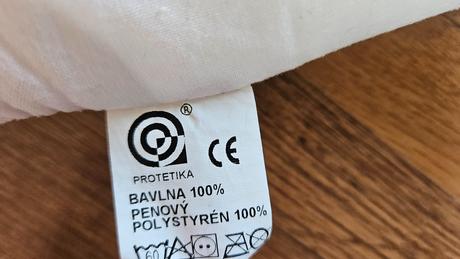 ®
CE
PROTETIKA
BAVLNA 100%
PENOVÝ
POLYSTYRÉN 100%
60